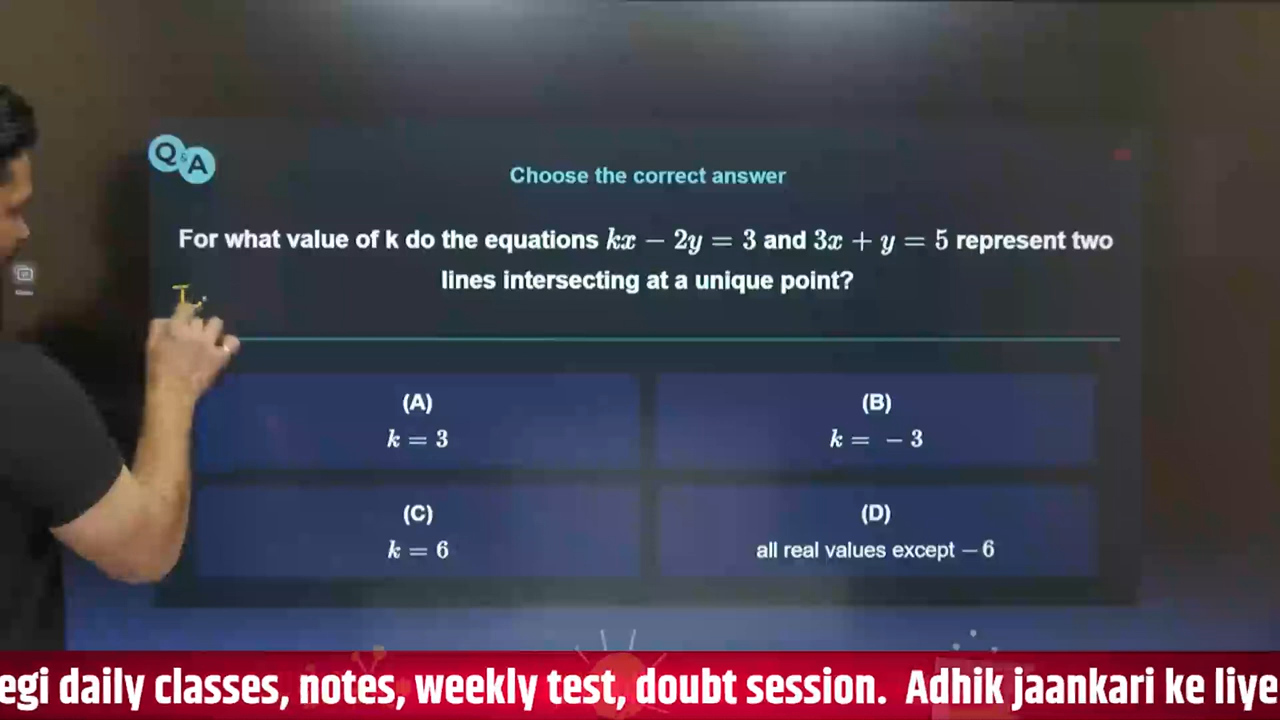 Q & A
Choose the correct answer
For what value of k do the equations kx − 2y = 3 and 3x + y = 5 represent two
lines intersecting at a unique point?
I
(A)
k = 3
(B)
k = − 3
(C)
k = 6
(D)
all real values except − 6
egi daily classes, notes, weekly test, doubt session. Adhik jaankari ke liye